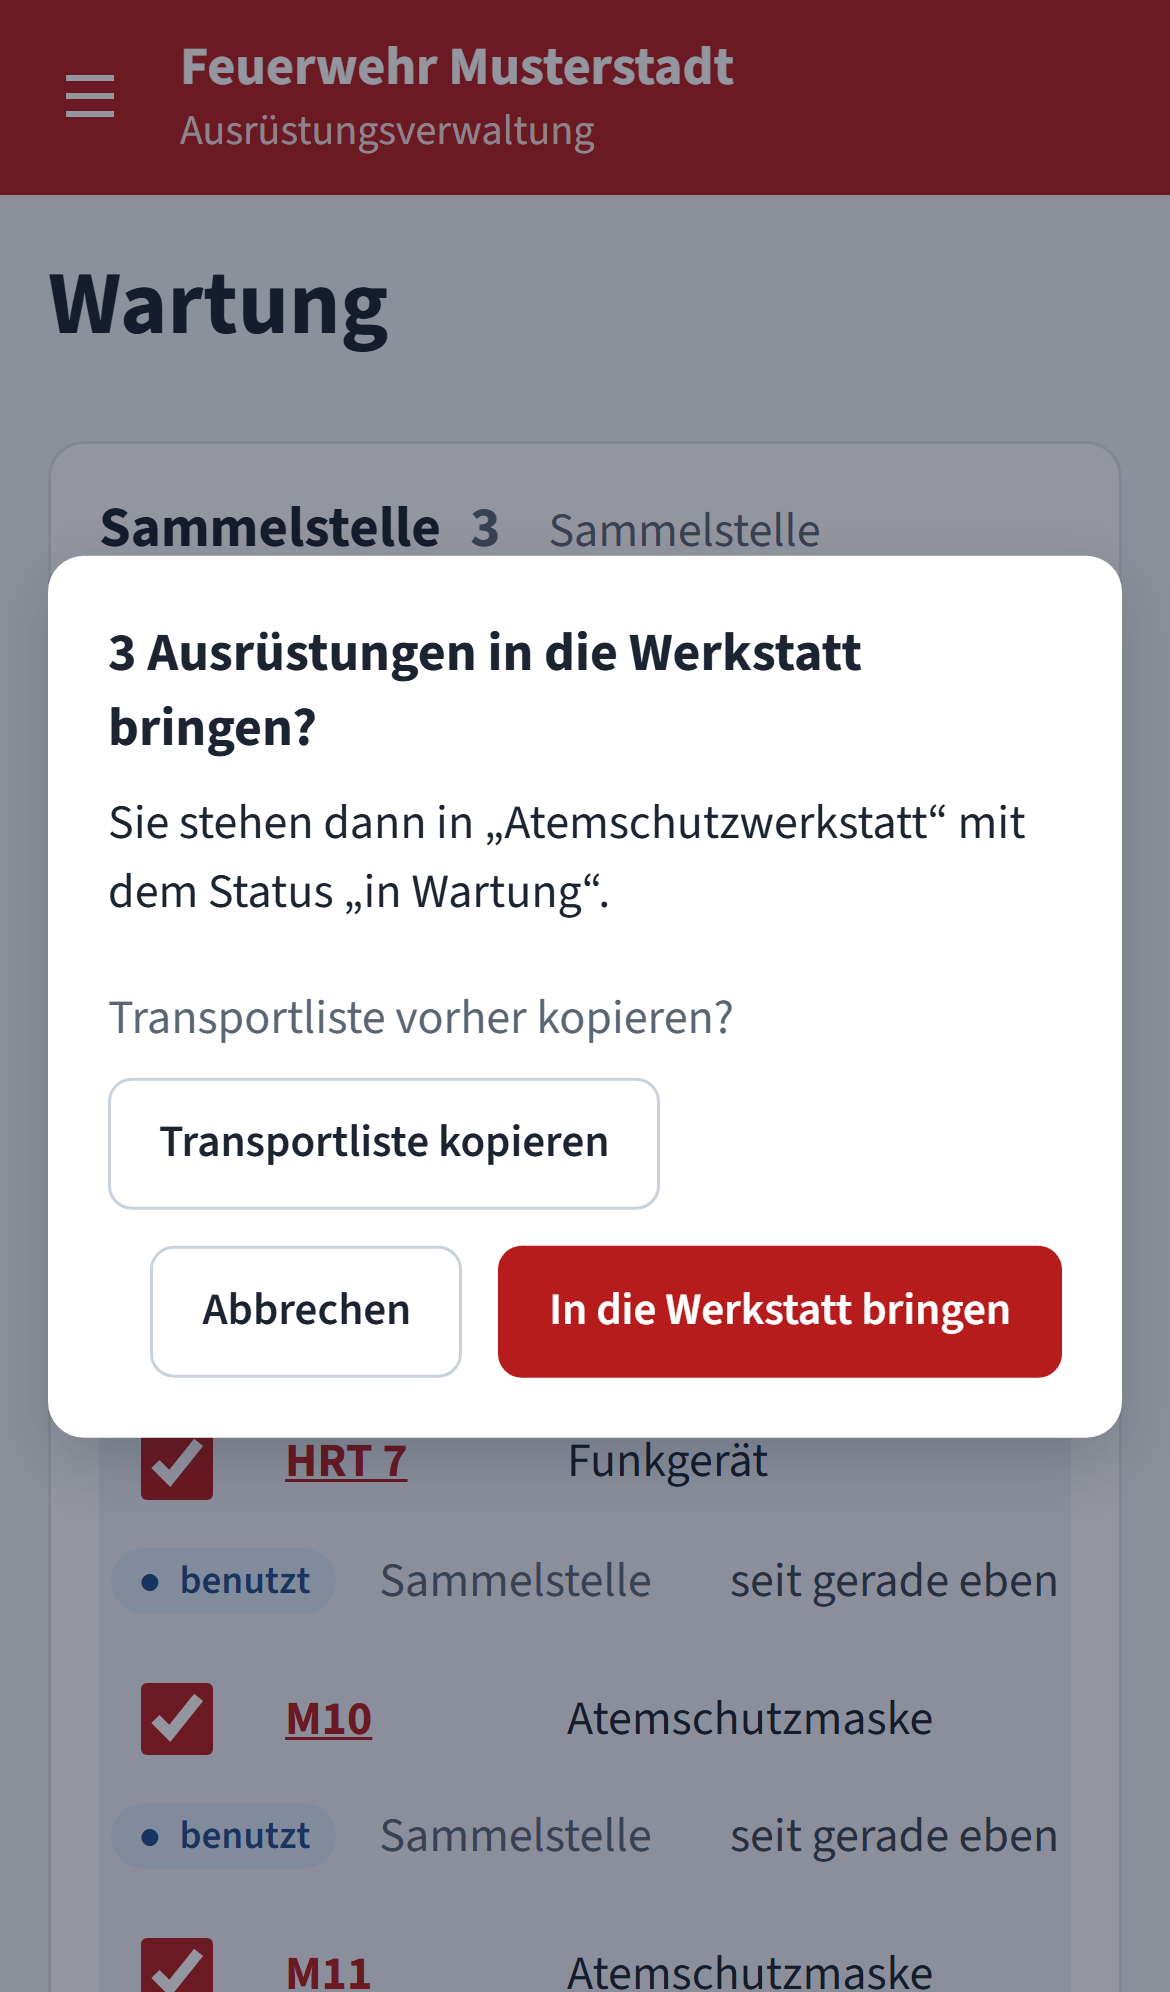 Feuerwehr Musterstadt
Ausrüstungsverwaltung
Wartung
Sammelstelle 3 Sammelstelle
3 Ausrüstungen in die Werkstatt
bringen?
Sie stehen dann in „Atemschutzwerkstatt“ mit
dem Status „in Wartung“.
Transportliste vorher kopieren?
Transportliste kopieren
Abbrechen In die Werkstatt bringen
HRT 7 Funkgerät
benutzt Sammelstelle seit gerade eben
M10 Atemschutzmaske
benutzt Sammelstelle seit gerade eben
M11 Atemschutzmaske